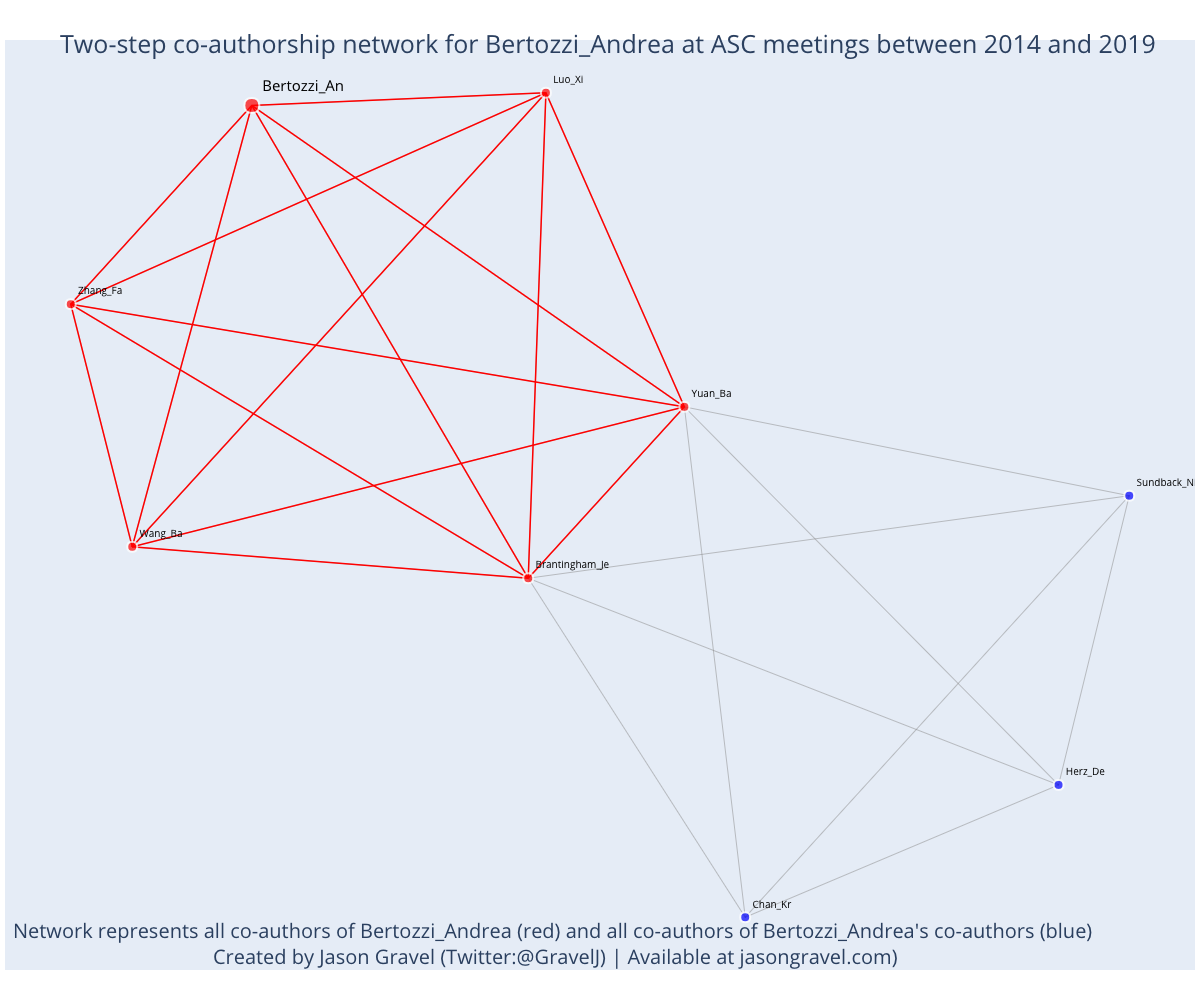 Two-step co-authorship network for Bertozzi_Andrea at ASC meetings between 2014 and 2019
Luo_Xi
Bertozzi_An
Zhang_Fa
Yuan_Ba
Sundback_Ni
Wang_Ba
Brantingham_Je
Herz_De
Chan_Kr
Network represents all co-authors of Bertozzi_Andrea (red) and all co-authors of Bertozzi_Andrea's co-authors (blue)
Created by Jason Gravel (Twitter:@GravelJ) | Available at jasongravel.com)